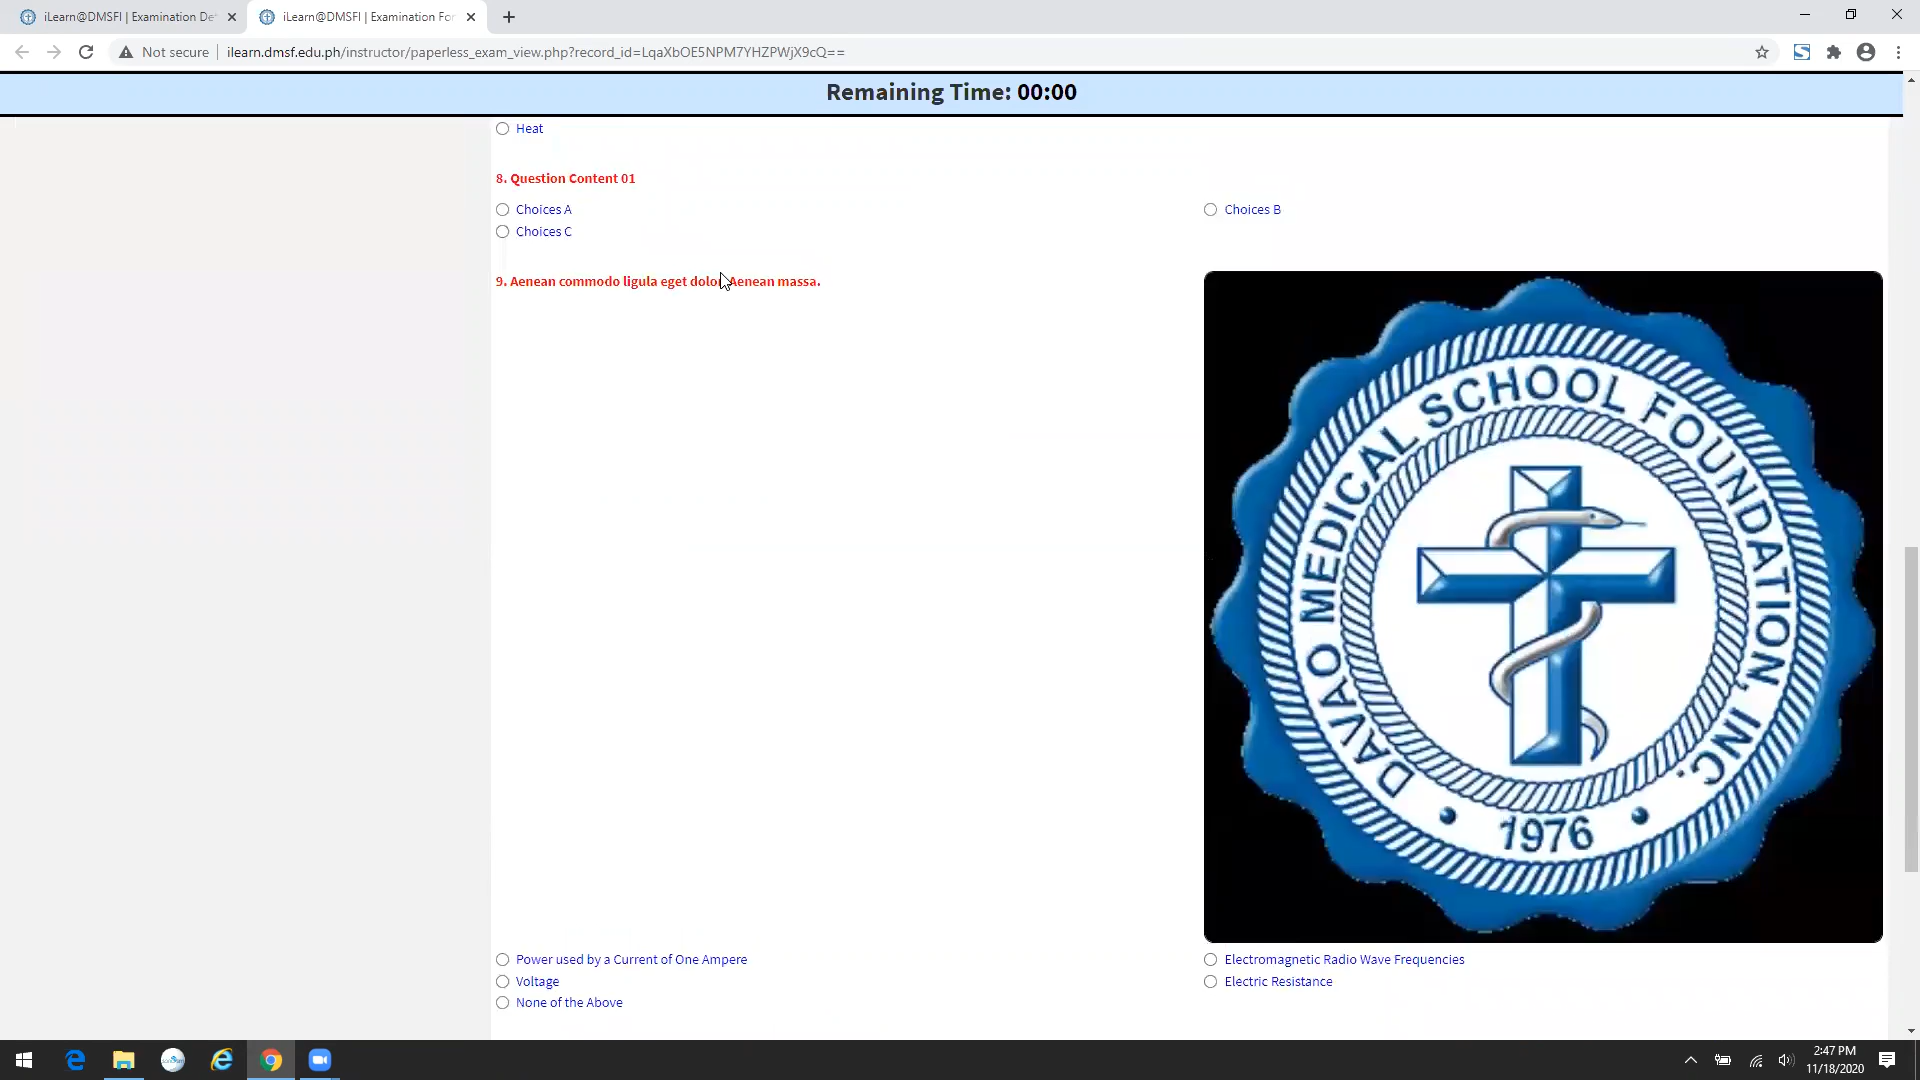 iLearn@DMSFI | Examination De
iLearn@DMSFI | Examination For
Not secure
ilearn.dmsf.edu.ph/instructor/paperless_exam_view.php?record_id=LqaXbOE5NPM7YHZPWjX9cQ==
Remaining Time: 00:00
Heat
8. Question Content 01
Choices A
Choices B
Choices C
9. Aenean commodo ligula eget dolor. Aenean massa.
DAVAO MEDICAL SCHOOL FOUNDATION, INC.
1976
Power used by a Current of One Ampere
Electromagnetic Radio Wave Frequencies
Voltage
Electric Resistance
None of the Above
2:47 PM
11/18/2020